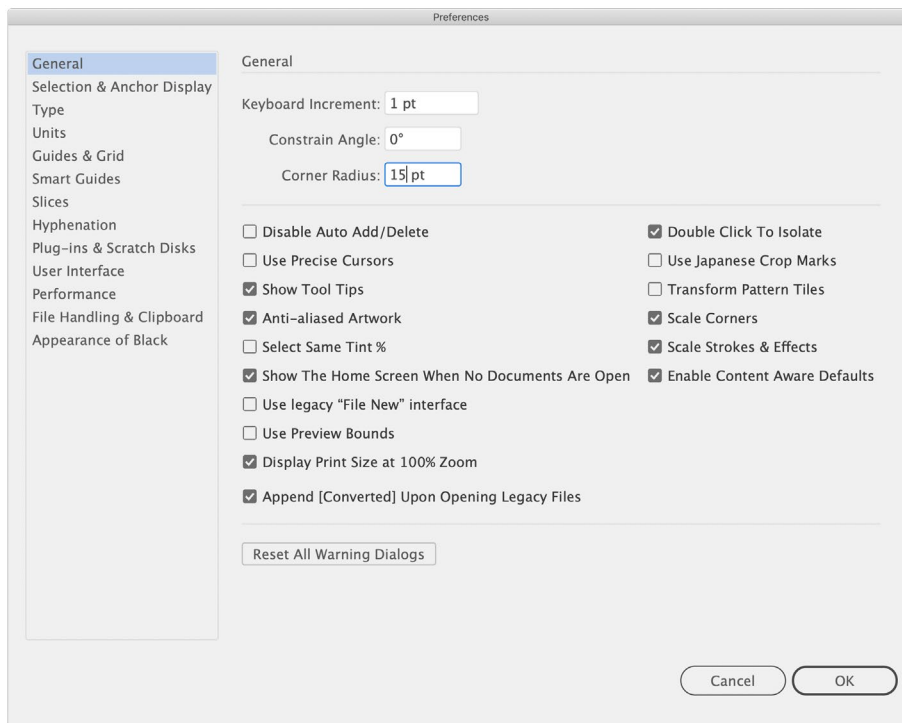 Preferences
General
Selection & Anchor Display
Type
Units
Guides & Grid
Smart Guides
Slices
Hyphenation
Plug-ins & Scratch Disks
User Interface
Performance
File Handling & Clipboard
Appearance of Black
General
Keyboard Increment: 1 pt
Constrain Angle: 0°
Corner Radius: 15 pt
Disable Auto Add/Delete
Use Precise Cursors
Show Tool Tips
Anti-aliased Artwork
Select Same Tint %
Show The Home Screen When No Documents Are Open
Use legacy “File New” interface
Use Preview Bounds
Display Print Size at 100% Zoom
Append [Converted] Upon Opening Legacy Files
Double Click To Isolate
Use Japanese Crop Marks
Transform Pattern Tiles
Scale Corners
Scale Strokes & Effects
Enable Content Aware Defaults
Reset All Warning Dialogs
Cancel
OK